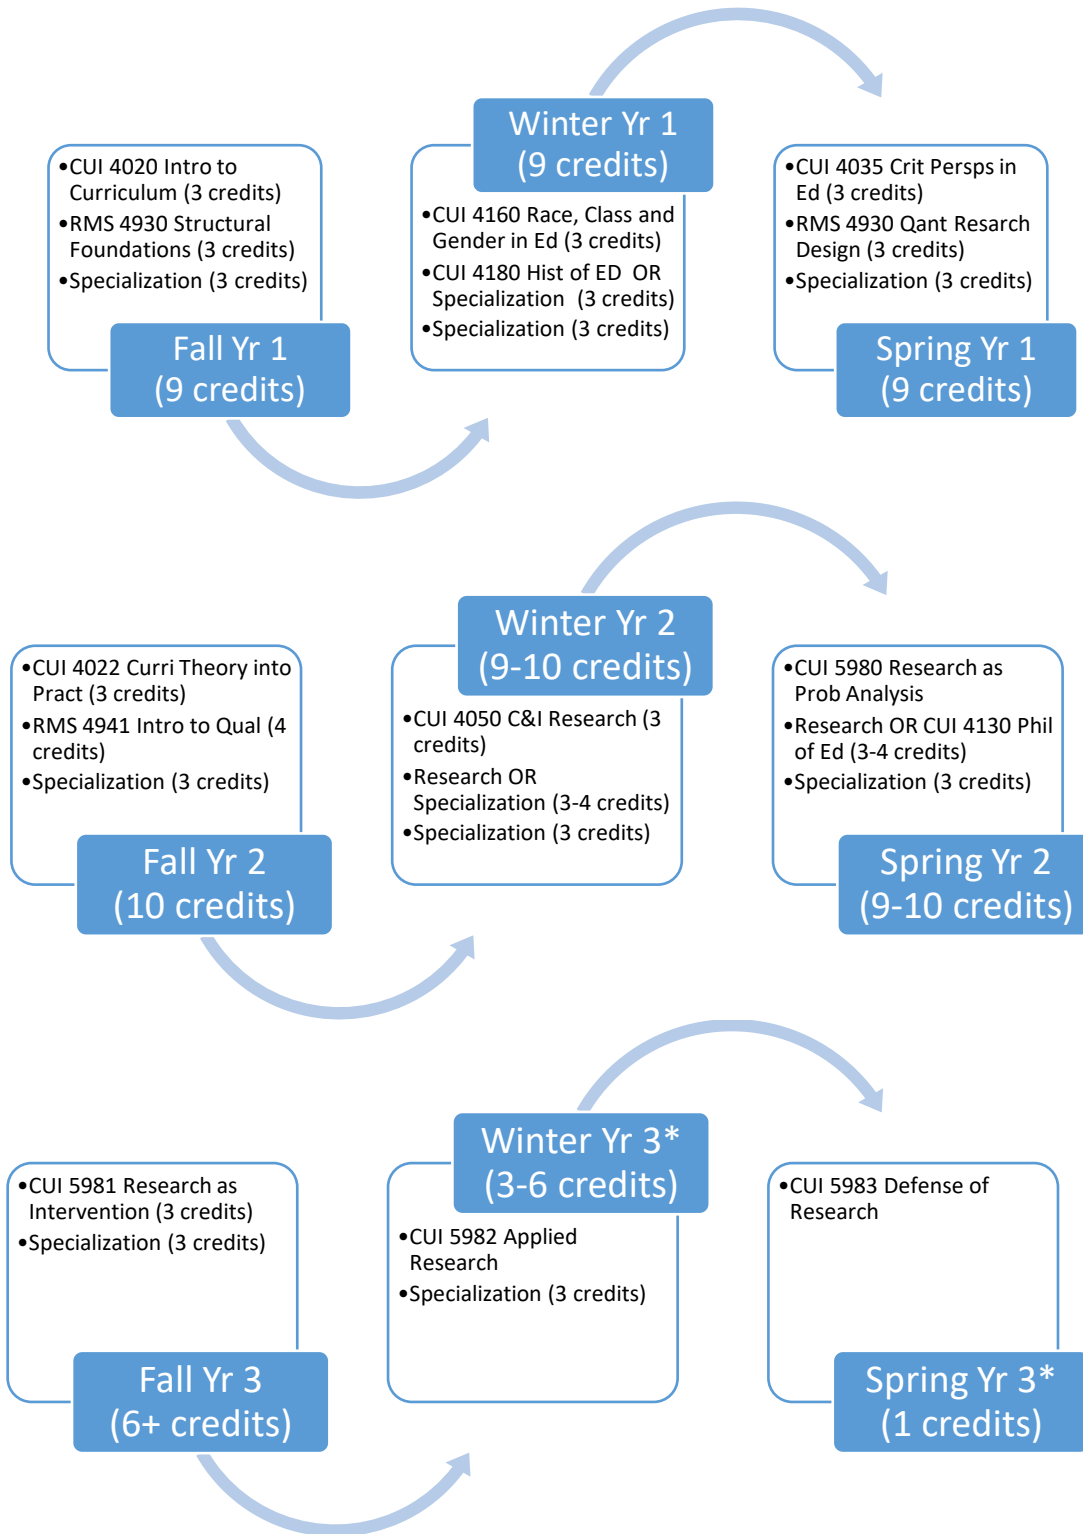 •CUI 4020 Intro to
Curriculum (3 credits)
•RMS 4930 Structural
Foundations (3 credits)
•Specialization (3 credits)
Fall Yr 1
(9 credits)
Winter Yr 1
(9 credits)
•CUI 4160 Race, Class and
Gender in Ed (3 credits)
•CUI 4180 Hist of ED OR
Specialization (3 credits)
•Specialization (3 credits)
•CUI 4035 Crit Persps in
Ed (3 credits)
•RMS 4930 Qant Resarch
Design (3 credits)
•Specialization (3 credits)
Spring Yr 1
(9 credits)
•CUI 4022 Curri Theory into
Pract (3 credits)
•RMS 4941 Intro to Qual (4
credits)
•Specialization (3 credits)
Fall Yr 2
(10 credits)
Winter Yr 2
(9-10 credits)
•CUI 4050 C&I Research (3
credits)
•Research OR
Specialization (3-4 credits)
•Specialization (3 credits)
•CUI 5980 Research as
Prob Analysis
•Research OR CUI 4130 Phil
of Ed (3-4 credits)
•Specialization (3 credits)
Spring Yr 2
(9-10 credits)
•CUI 5981 Research as
Intervention (3 credits)
•Specialization (3 credits)
Fall Yr 3
(6+ credits)
Winter Yr 3*
(3-6 credits)
•CUI 5982 Applied
Research
•Specialization (3 credits)
•CUI 5983 Defense of
Research
Spring Yr 3*
(1 credits)